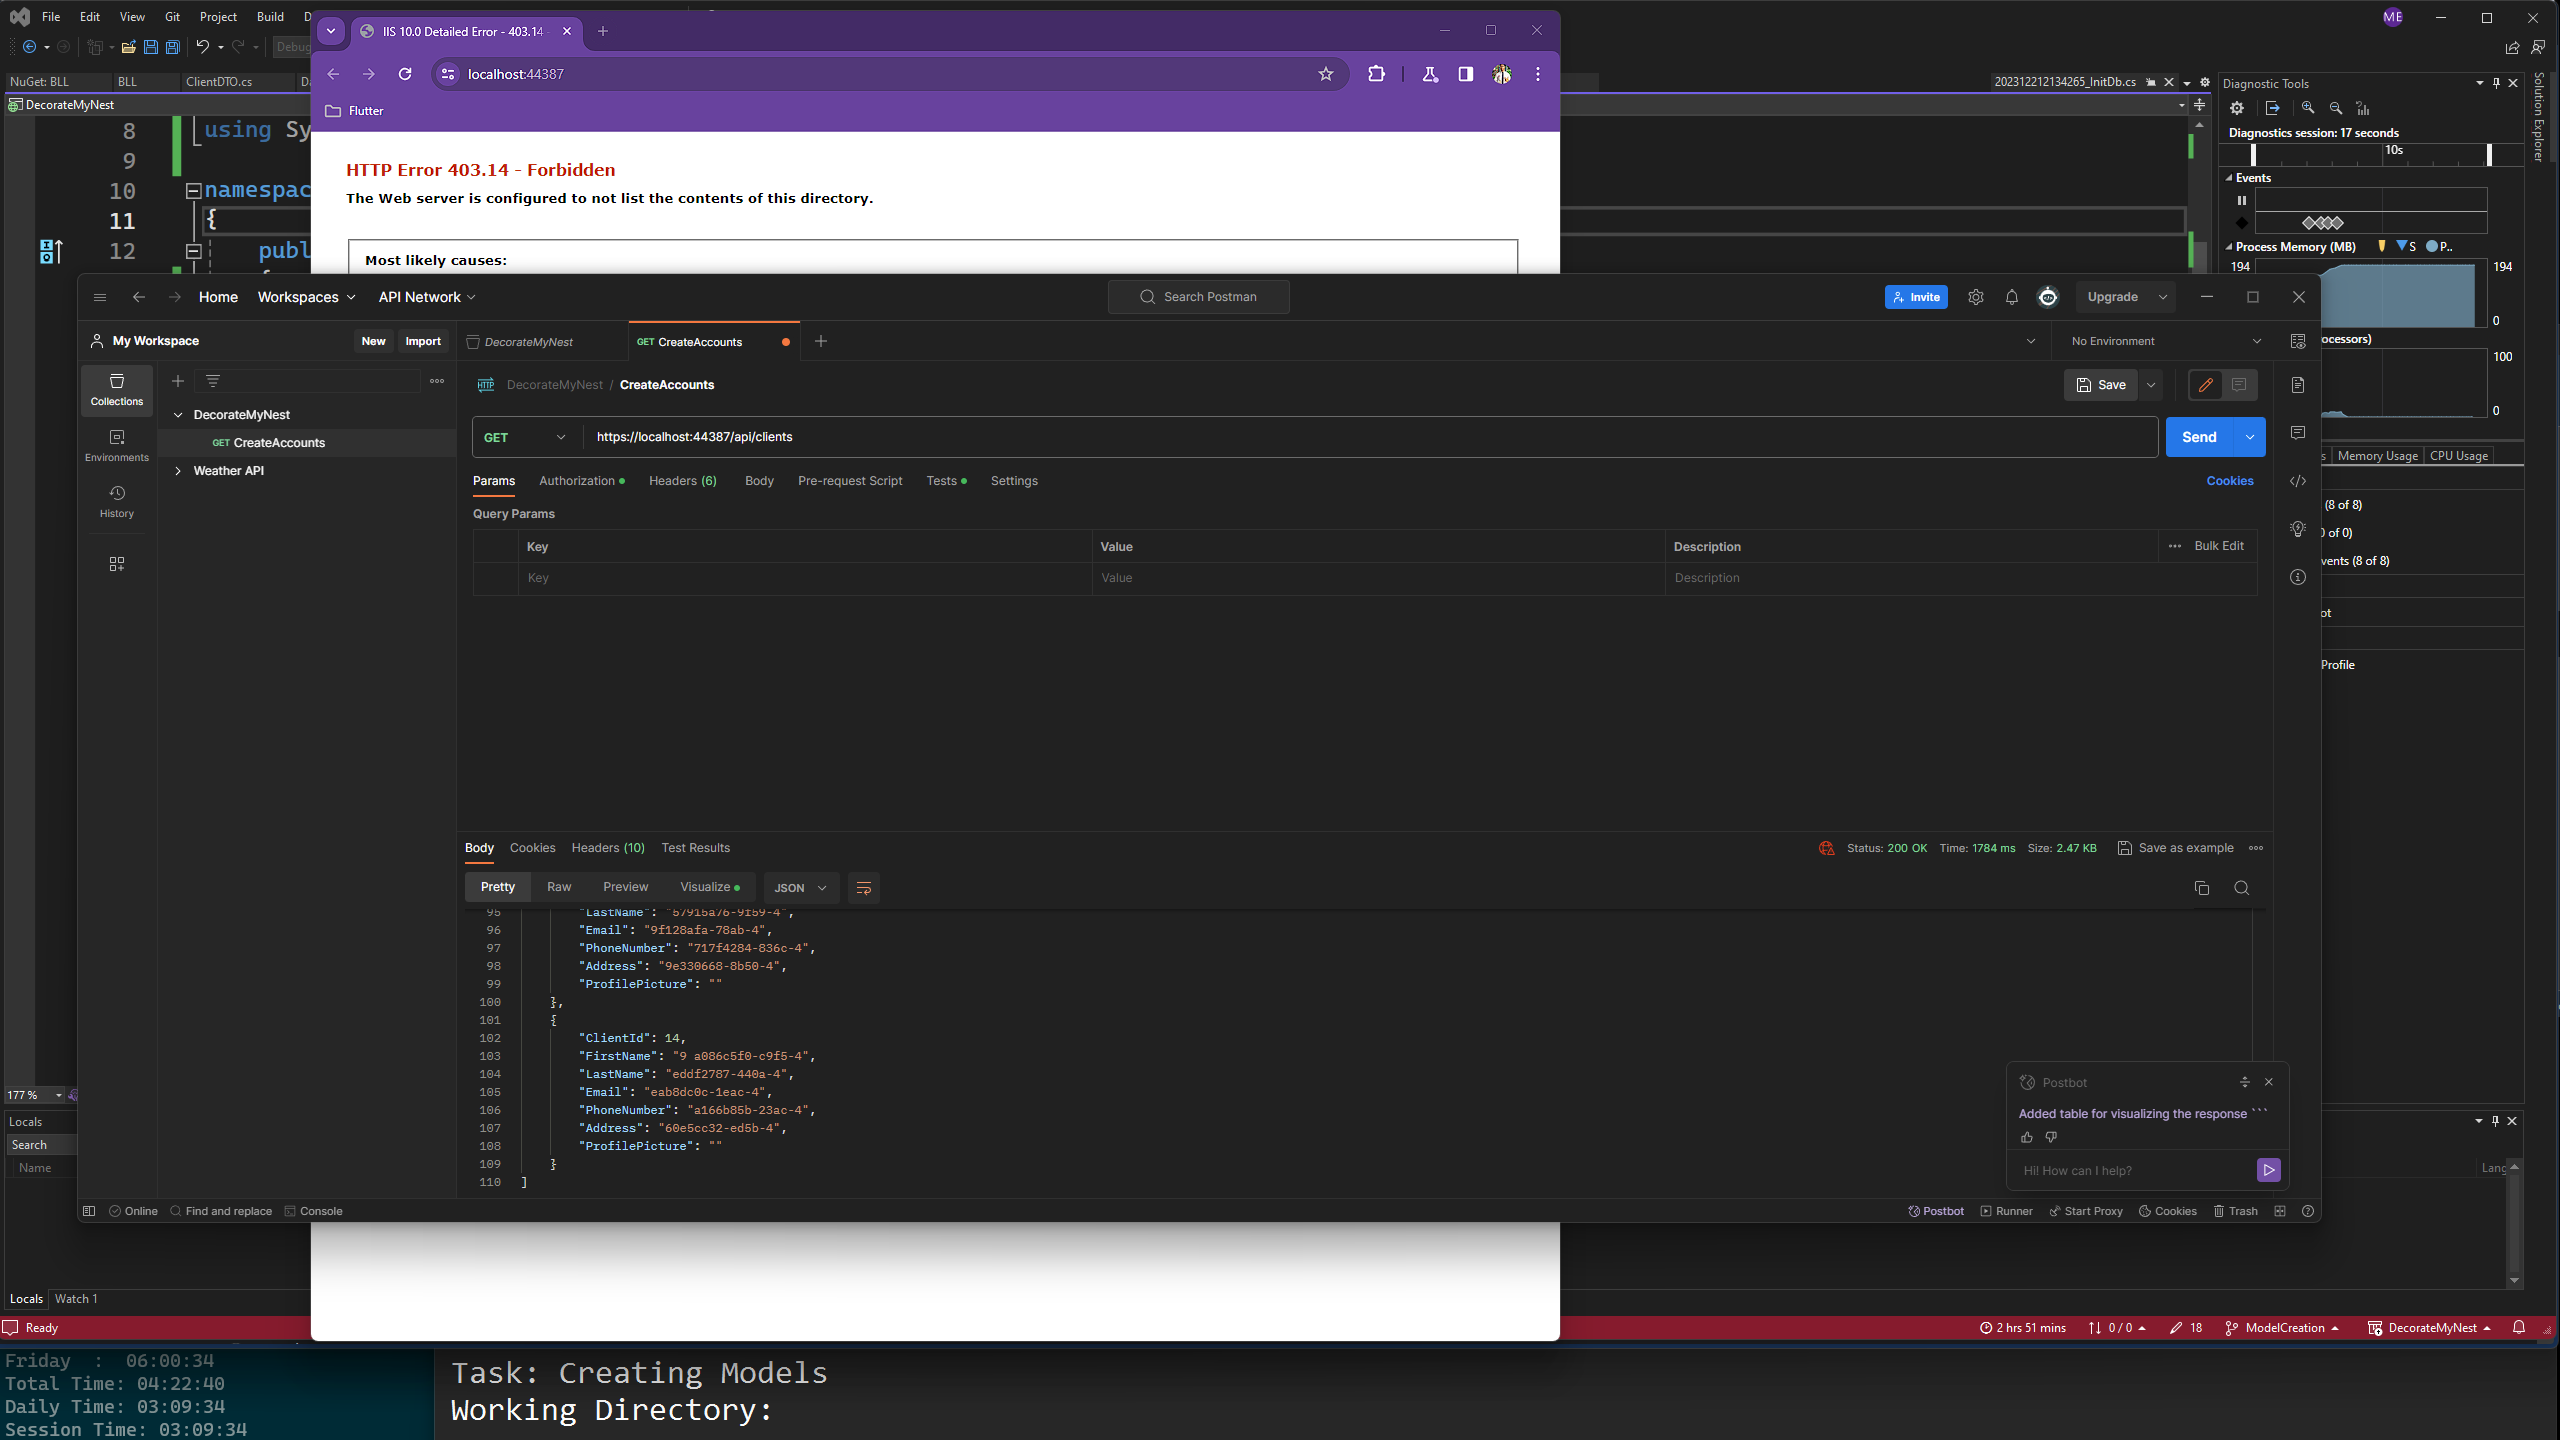 File Edit View Git Project Build
ME
NuGet: BLL BLL ClientDTO.cs
202312212134265_InitDb.cs
DecorateMyNest
8 using Sy
9
10 namespac
11 {
12 publ
IIS 10.0 Detailed Error - 403.14
localhost:44387
Flutter
HTTP Error 403.14 - Forbidden
The Web server is configured to not list the contents of this directory.
Most likely causes:
Diagnostic Tools
Solution Explorer
Diagnostics session: 17 seconds
10s
Events
Process Memory (MB) S P..
194 194
0
ocessors)
100
0
Memory Usage CPU Usage
(8 of 8)
of 0)
vents (8 of 8)
ot
Profile
Home Workspaces API Network
Search Postman
Invite
Upgrade
My Workspace New Import
DecorateMyNest
GET CreateAccounts
No Environment
Collections
Environments
History
DecorateMyNest
GET CreateAccounts
Weather API
HTTP DecorateMyNest / CreateAccounts
Save
GET https://localhost:44387/api/clients
Send
Params Authorization Headers (6) Body Pre-request Script Tests Settings
Cookies
Query Params
Key Value Description Bulk Edit
Key Value Description
Body Cookies Headers (10) Test Results
Status: 200 OK Time: 1784 ms Size: 2.47 KB Save as example
Pretty Raw Preview Visualize JSON
95 "LastName": "57915a76-9f59-4",
96 "Email": "9f128afa-78ab-4",
97 "PhoneNumber": "717f4284-836c-4",
98 "Address": "9e330668-8b50-4",
99 "ProfilePicture": ""
100 },
101 {
102 "ClientId": 14,
103 "FirstName": "9 a086c5f0-c9f5-4",
104 "LastName": "eddf2787-440a-4",
105 "Email": "eab8dc0c-1eac-4",
106 "PhoneNumber": "a166b85b-23ac-4",
107 "Address": "60e5cc32-ed5b-4",
108 "ProfilePicture": ""
109 }
110 ]
Postbot
Added table for visualizing the response ```
Hi! How can I help?
Online Find and replace Console
Postbot Runner Start Proxy Cookies Trash
177 %
Locals
Search
Name
Lang
Locals Watch 1
Ready
2 hrs 51 mins 0 / 0 18 ModelCreation DecorateMyNest
Friday : 06:00:34
Total Time: 04:22:40
Daily Time: 03:09:34
Session Time: 03:09:34
Task: Creating Models
Working Directory: